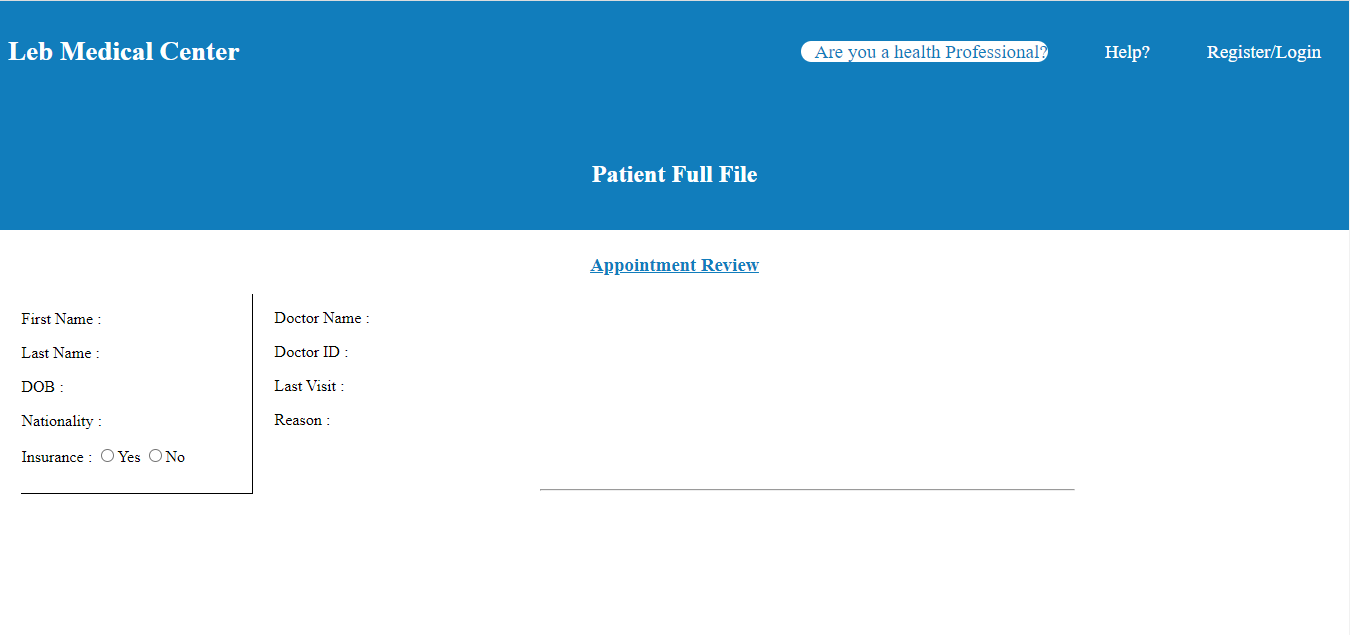 Leb Medical Center
Are you a health Professional?
Help?
Register/Login
Patient Full File
Appointment Review
First Name :
Last Name :
DOB :
Nationality :
Insurance : Yes No
Doctor Name :
Doctor ID :
Last Visit :
Reason :